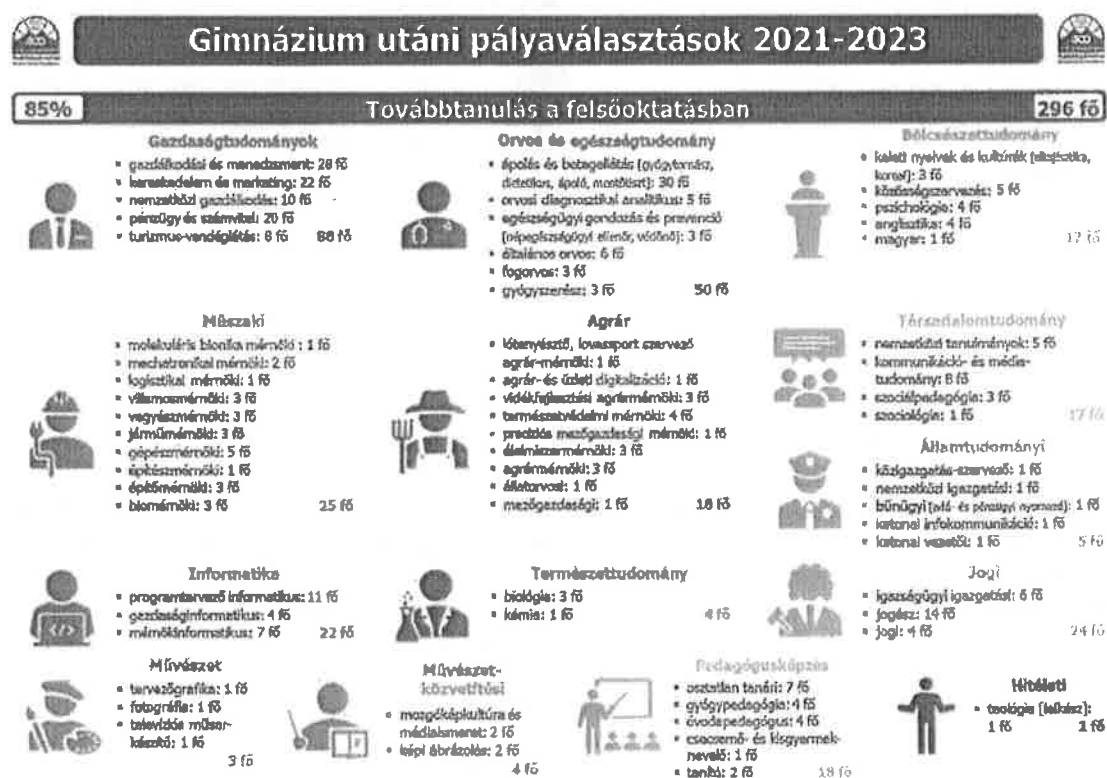 Gimnázium utáni pályaválasztások 2021-2023
85%
Továbbtanulás a felsőoktatásban
296 fő
Gazdaságtudományok
• gazdálkodási és menedzsment: 28 fő
• kereskedelem és marketing: 22 fő
• nemzetközi gazdálkodás: 10 fő
• pénzügy és számvitel: 20 fő
• turizmus-vendéglátás: 8 fő
88 fő
Orvos és egészségtudomány
• ápolás és betegellátás (gyógytornász,
dietetikus, ápoló, mentőtiszt): 30 fő
• orvosi diagnosztikai analitikus: 5 fő
• egészségügyi gondozás és prevenció
(népegészségügyi ellenőr, védőnő): 3 fő
• általános orvos: 6 fő
• fogorvos: 3 fő
• gyógyszerész: 3 fő
50 fő
Bölcsészettudomány
• keleti nyelvek és kultúrák
koreai): 3 fő
• közösségszervezés: 5 fő
• pszichológia: 4 fő
• anglisztika: 4 fő
• magyar: 1 fő
17 fő
Műszaki
• molekuláris bionika mérnöki : 1 fő
• mechatronikai mérnöki: 2 fő
• logisztikai mérnöki: 1 fő
• villamosmérnöki: 3 fő
• vegyészmérnöki: 3 fő
• járműmérnöki: 3 fő
• gépészmérnöki: 5 fő
• építészmérnöki: 1 fő
• építőmérnöki: 3 fő
• biomérnöki: 3 fő
25 fő
Agrár
• lótenyésztő, lovassport szervező
agrár-mérnöki: 1 fő
• agrár-és üzleti digitalizáció: 1 fő
• vidékfejlesztési agrármérnöki: 3 fő
• természetvédelmi mérnöki: 4 fő
• precíziós mezőgazdasági mérnöki: 1 fő
• élelmiszermérnöki: 3 fő
• agrármérnöki: 3 fő
• állatorvosi: 1 fő
• mezőgazdasági: 1 fő
18 fő
Társadalomtudomány
• nemzetközi tanulmányok: 5 fő
• kommunikáció- és média-
tudomány: 8 fő
• szociálpedagógia: 3 fő
• szociológia: 1 fő
17 fő
Államtudományi
• közigazgatás-szervező: 1 fő
• nemzetközi igazgatási: 1 fő
• bűnügyi (adó- és pénzügyi nyomozó): 1 fő
• katonai infokommunikáció: 1 fő
• katonai vezetői: 1 fő
5 fő
Informatika
• programtervező informatikus: 11 fő
• gazdaságinformatikus: 4 fő
• mérnökinformatikus: 7 fő
22 fő
Természettudomány
• biológia: 3 fő
• kémia: 1 fő
4 fő
Jogi
• igazságügyi igazgatási: 6 fő
• jogász: 14 fő
• jogi: 4 fő
24 fő
Művészet
• tervezőgrafika: 1 fő
• fotográfia: 1 fő
• televíziós műsor-
készítő: 1 fő
3 fő
Művészet-
közvetítési
• mozgóképkultúra és
médiaismeret: 2 fő
• képi ábrázolás: 2 fő
4 fő
Pedagógusképzés
• osztatlan tanári: 7 fő
• gyógypedagógia: 4 fő
• óvodapedagógus: 4 fő
• csecsemő- és kisgyermek-
nevelő: 1 fő
• tanító: 2 fő
18 fő
Hitéleti
• teológia (lelkész):
1 fő
1 fő